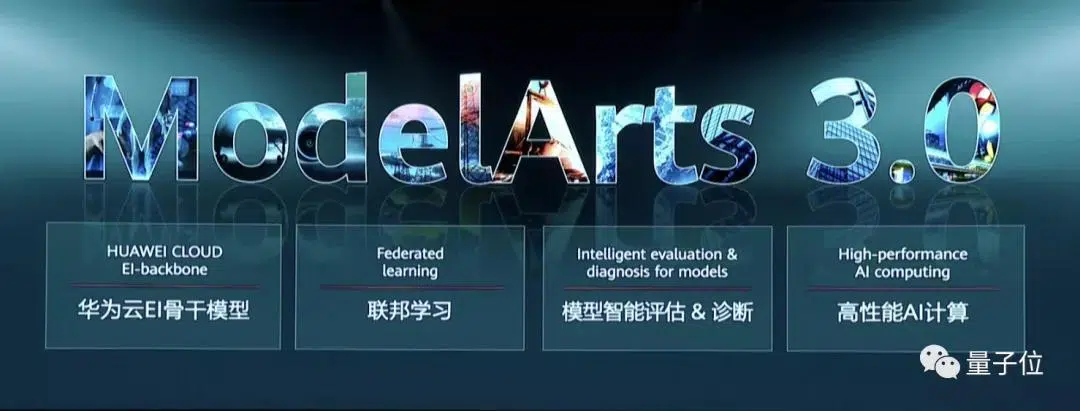 ModelArts 3.0
HUAWEI CLOUD
EI-backbone
华为云EI骨干模型
Federated
learning
联邦学习
Intelligent evaluation &
diagnosis for models
模型智能评估 & 诊断
High-performance
AI computing
高性能AI计算
量子位